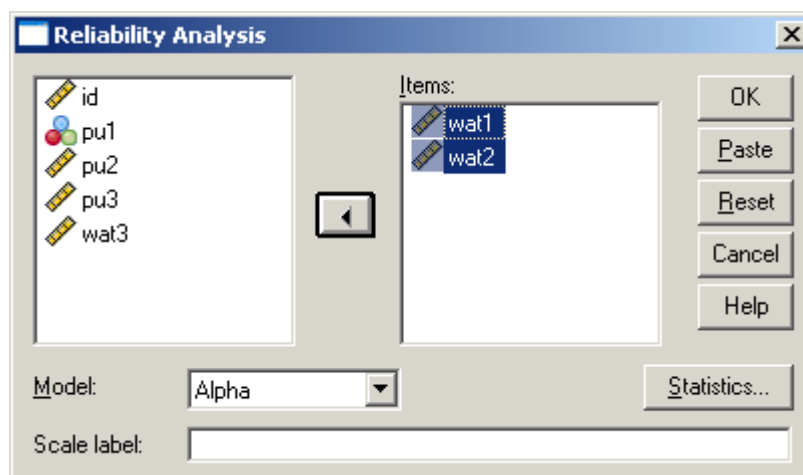 Reliability Analysis
id
pu1
pu2
pu3
wat3
Items:
wat1
wat2
OK
Paste
Reset
Cancel
Help
Model:
Alpha
Statistics...
Scale label: